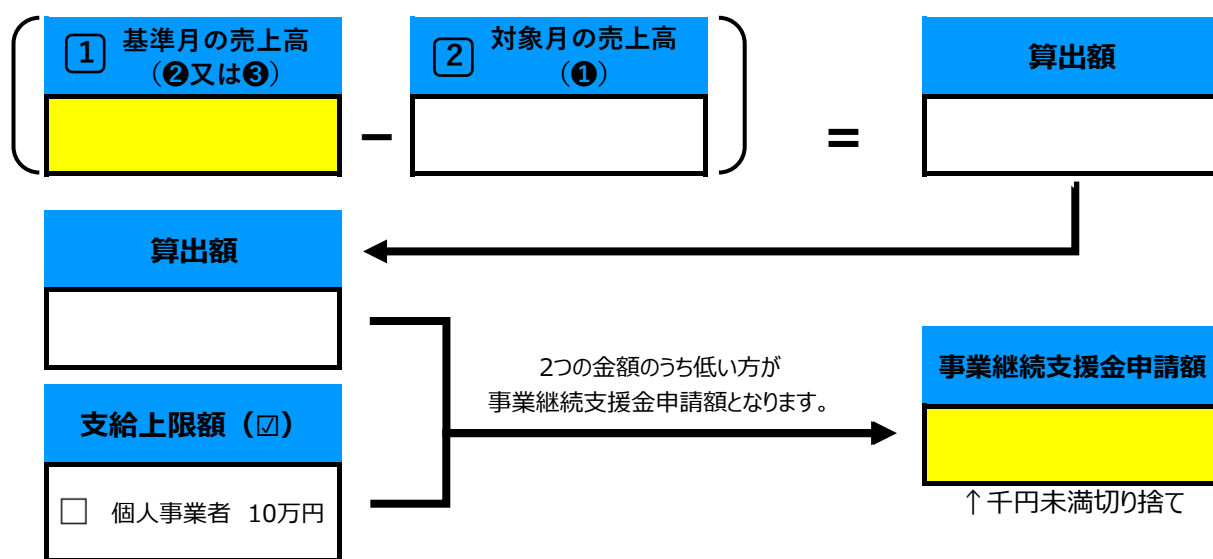 1 基準月の売上高
（❷又は❸）
－
2 対象月の売上高
（❶）
＝
算出額
算出額
2つの金額のうち低い方が
事業継続支援金申請額となります。
事業継続支援金申請額
支給上限額（☑）
□ 個人事業者 10万円
↑千円未満切り捨て